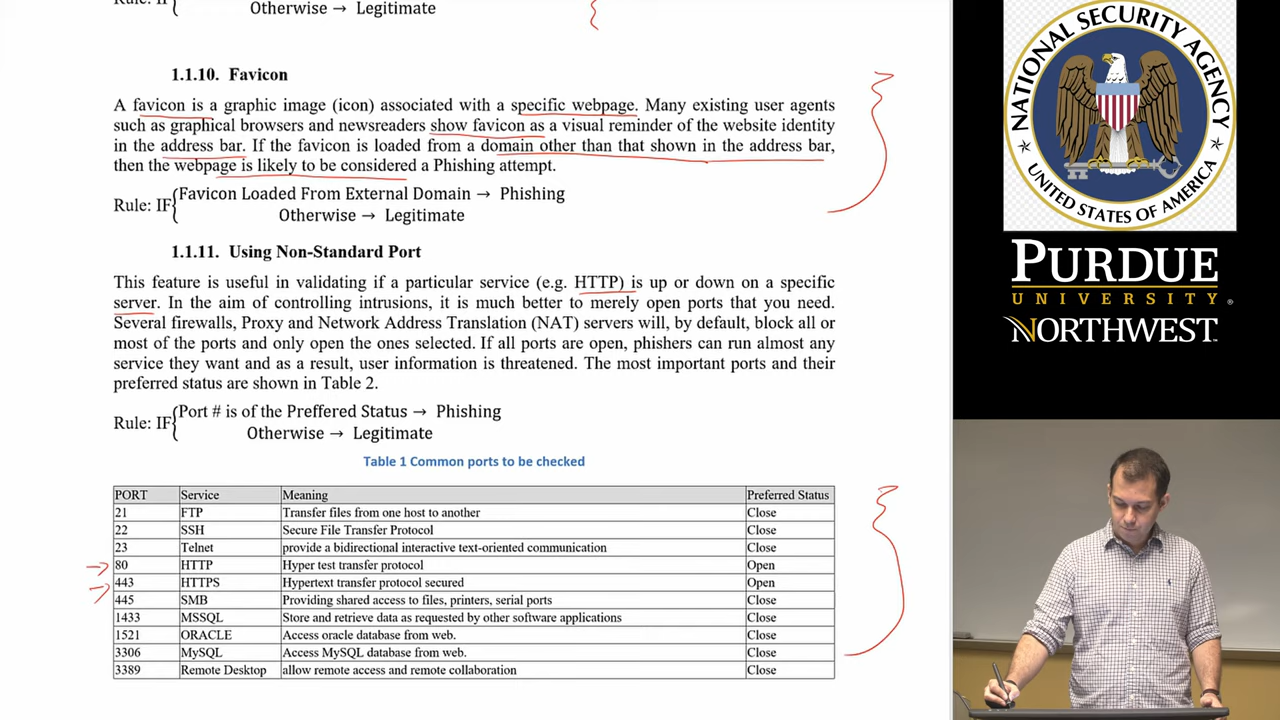 Rule: IF{
Otherwise → Legitimate
1.1.10. Favicon
A favicon is a graphic image (icon) associated with a specific webpage. Many existing user agents
such as graphical browsers and newsreaders show favicon as a visual reminder of the website identity
in the address bar. If the favicon is loaded from a domain other than that shown in the address bar,
then the webpage is likely to be considered a Phishing attempt.
Rule: IF{Favicon Loaded From External Domain → Phishing
Otherwise → Legitimate
1.1.11. Using Non-Standard Port
This feature is useful in validating if a particular service (e.g. HTTP) is up or down on a specific
server. In the aim of controlling intrusions, it is much better to merely open ports that you need.
Several firewalls, Proxy and Network Address Translation (NAT) servers will, by default, block all or
most of the ports and only open the ones selected. If all ports are open, phishers can run almost any
service they want and as a result, user information is threatened. The most important ports and their
preferred status are shown in Table 2.
Rule: IF{Port # is of the Preffered Status → Phishing
Otherwise → Legitimate
Table 1 Common ports to be checked
PORT Service Meaning Preferred Status
21 FTP Transfer files from one host to another Close
22 SSH Secure File Transfer Protocol Close
23 Telnet provide a bidirectional interactive text-oriented communication Close
80 HTTP Hyper test transfer protocol Open
443 HTTPS Hypertext transfer protocol secured Open
445 SMB Providing shared access to files, printers, serial ports Close
1433 MSSQL Store and retrieve data as requested by other software applications Close
1521 ORACLE Access oracle database from web. Close
3306 MySQL Access MySQL database from web. Close
3389 Remote Desktop allow remote access and remote collaboration Close
NATIONAL SECURITY AGENCY
UNITED STATES OF AMERICA
PURDUE
UNIVERSITY®
NORTHWEST™